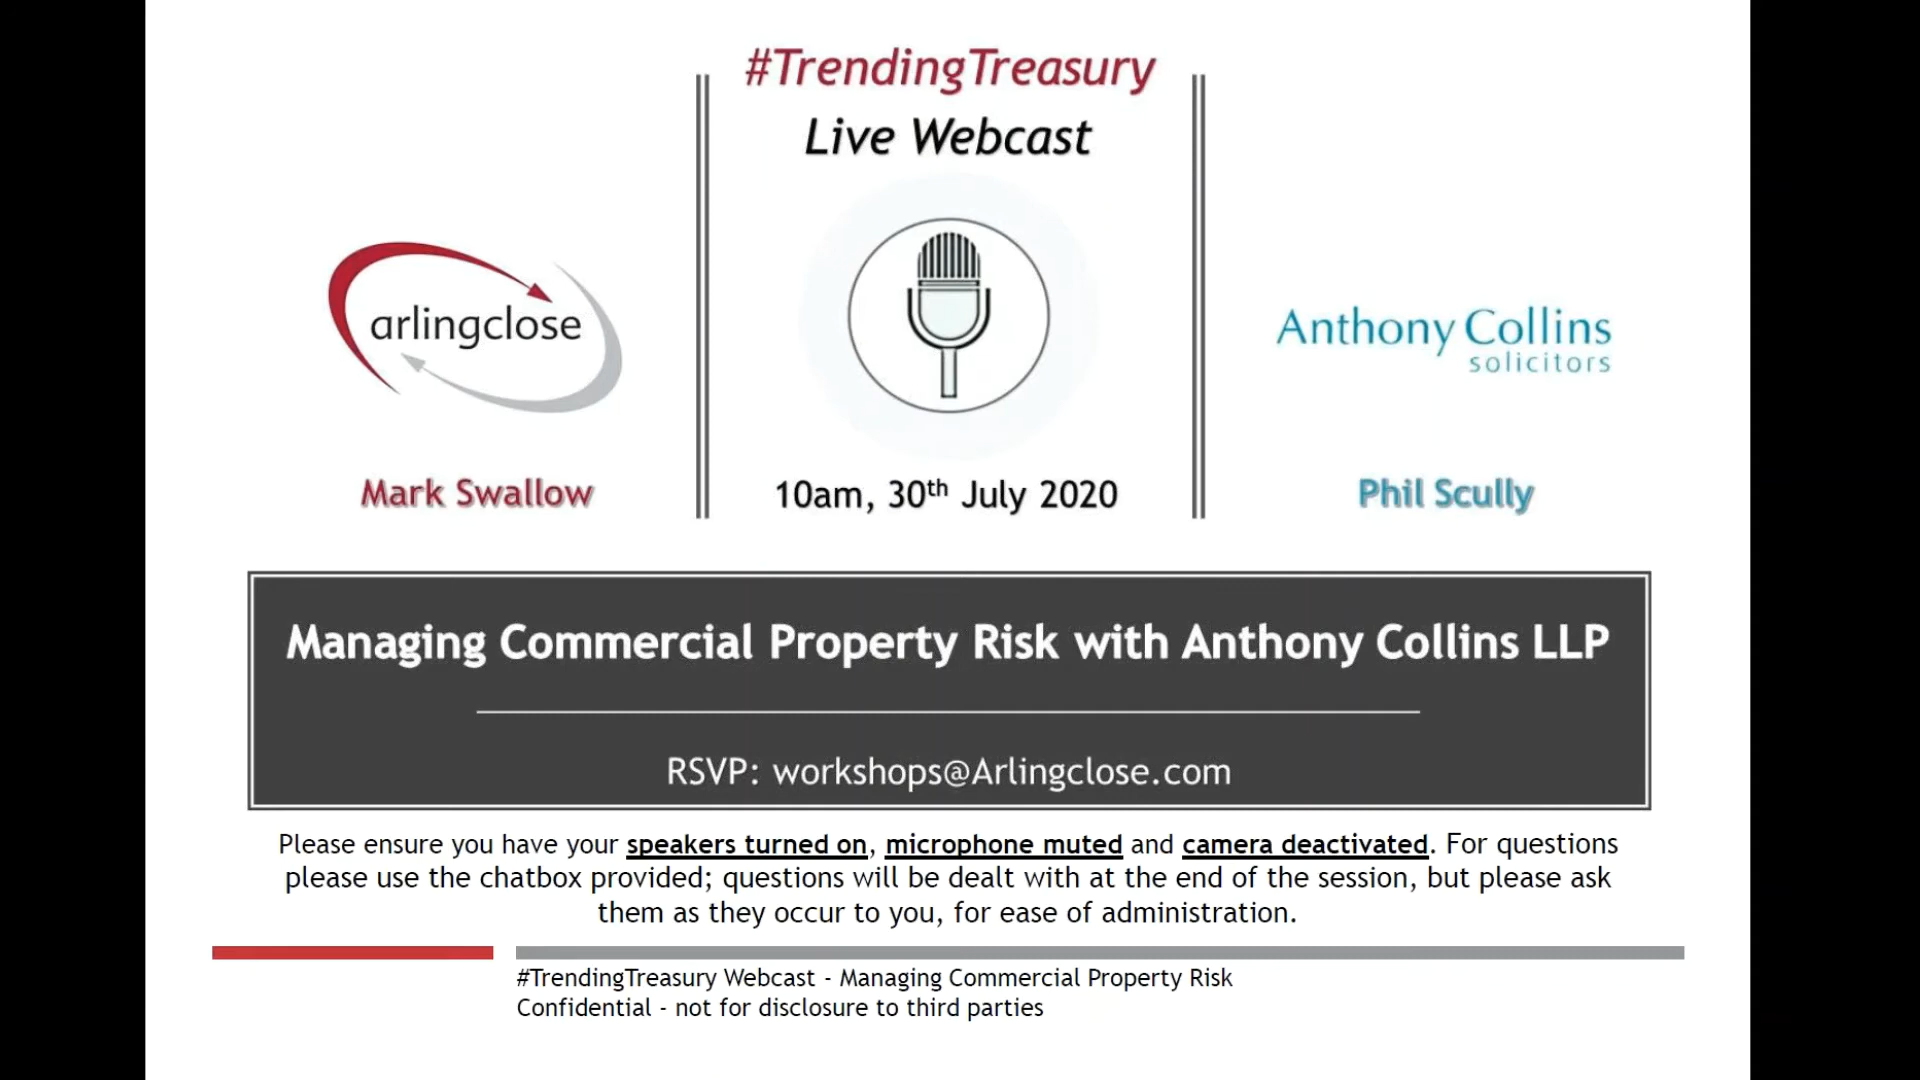 #TrendingTreasury
Live Webcast
arlingclose
Anthony Collins
solicitors
Mark Swallow
10am, 30th July 2020
Phil Scully
Managing Commercial Property Risk with Anthony Collins LLP
RSVP: workshops@Arlingclose.com
Please ensure you have your speakers turned on, microphone muted and camera deactivated. For questions
please use the chatbox provided; questions will be dealt with at the end of the session, but please ask
them as they occur to you, for ease of administration.
#TrendingTreasury Webcast - Managing Commercial Property Risk
Confidential - not for disclosure to third parties